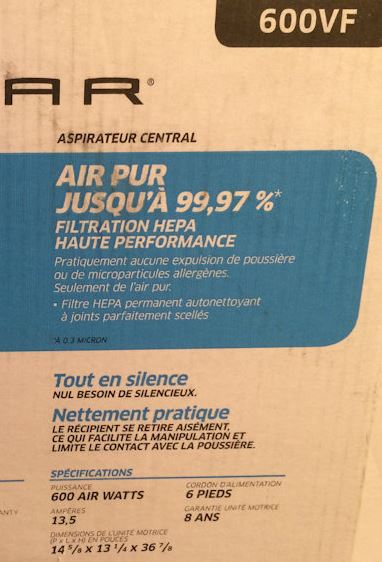 600VF
AR®
ASPIRATEUR CENTRAL
AIR PUR
JUSQU'À 99,97 %*
FILTRATION HEPA
HAUTE PERFORMANCE
Pratiquement aucune expulsion de poussière
ou de microparticules allergènes.
Seulement de l'air pur.
• Filtre HEPA permanent autonettoyant
à joints parfaitement scellés
*À 0.3 MICRON
Tout en silence
NUL BESOIN DE SILENCIEUX.
Nettement pratique
LE RÉCIPIENT SE RETIRE AISÉMENT,
CE QUI FACILITE LA MANIPULATION ET
LIMITE LE CONTACT AVEC LA POUSSIÈRE.
SPÉCIFICATIONS
PUISSANCE
600 AIR WATTS
CORDON D'ALIMENTATION
6 PIEDS
ANTY
AMPÈRES
13,5
GARANTIE UNITÉ MOTRICE
8 ANS
DIMENSIONS DE L'UNITÉ MOTRICE
(P x L x H) EN POUCES
14 5/8 x 13 1/4 x 36 7/8